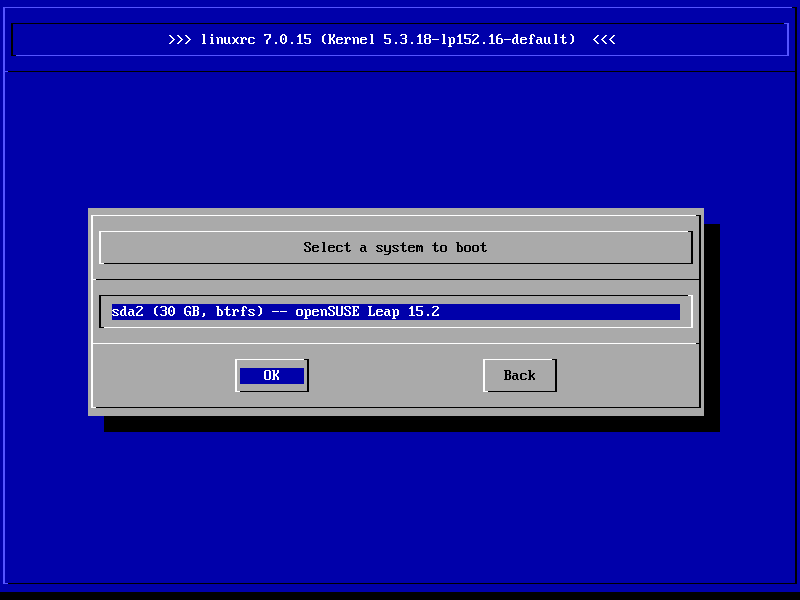 >>> linuxrc 7.0.15 (Kernel 5.3.18-lp152.16-default) <<<
Select a system to boot
sda2 (30 GB, btrfs) -- openSUSE Leap 15.2
OK
Back